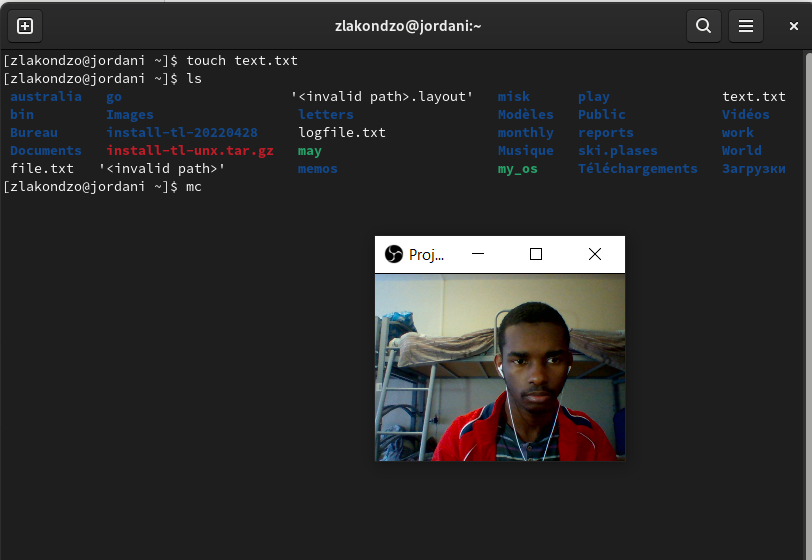 zlakondzo@jordani:~
[zlakondzo@jordani ~]$ touch text.txt
[zlakondzo@jordani ~]$ ls
australia go '<invalid path>.layout' misk play text.txt
bin Images letters Modèles Public Vidéos
Bureau install-tl-20220428 logfile.txt monthly reports work
Documents install-tl-unx.tar.gz may Musique ski.plases World
file.txt '<invalid path>' memos my_os Téléchargements Загрузки
[zlakondzo@jordani ~]$ mc
Proj...